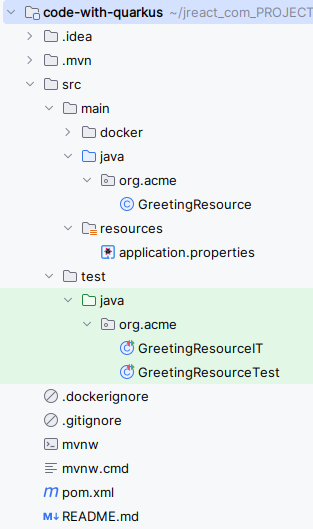 code-with-quarkus ~/jreact_com_PROJECT
.idea
.mvn
src
main
docker
java
org.acme
GreetingResource
resources
application.properties
test
java
org.acme
GreetingResourceIT
GreetingResourceTest
.dockerignore
.gitignore
mvnw
mvnw.cmd
pom.xml
README.md